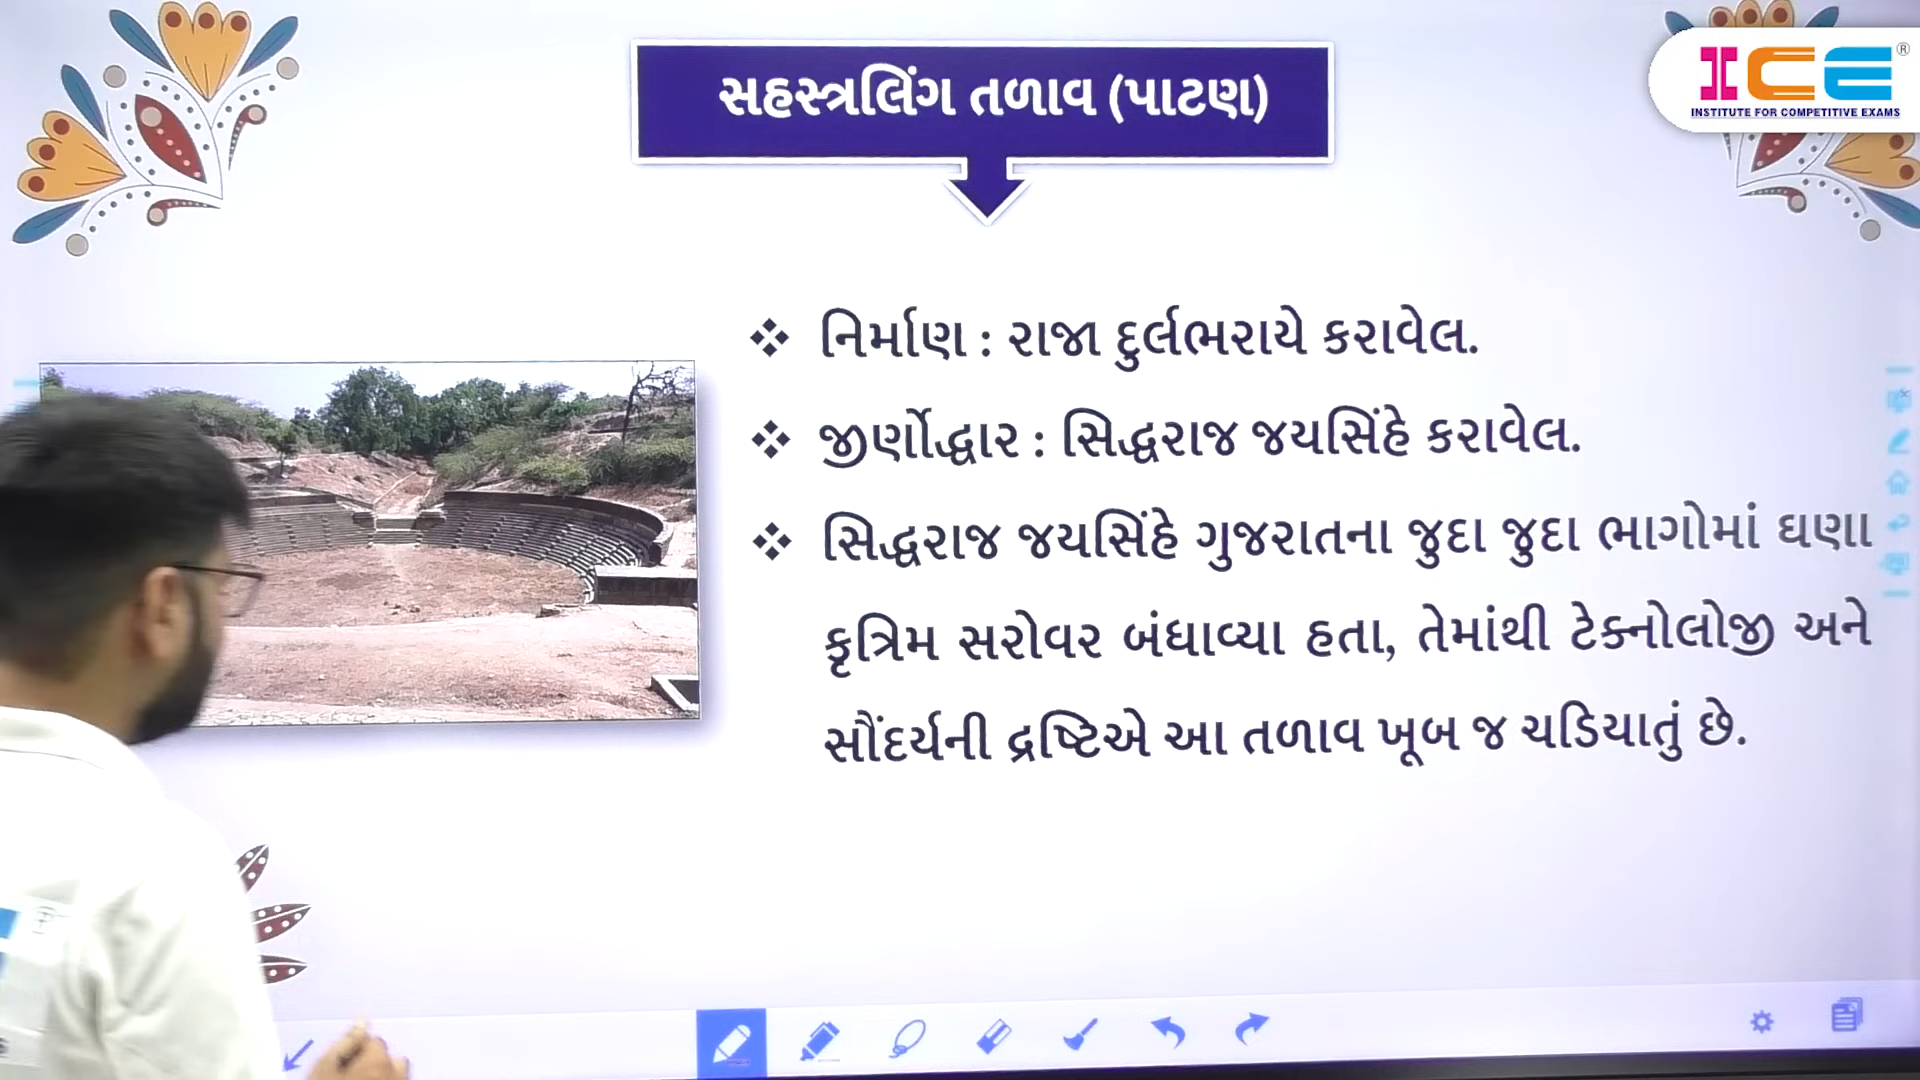 સહસ્ત્રલિંગ તળાવ (પાટણ)
ICE®
INSTITUTE FOR COMPETITIVE EXAMS
❖ નિર્માણ : રાજા દુર્લભરાયે કરાવેલ.
❖ જીર્ણોદ્ધાર : સિદ્ધરાજ જયસિંહે કરાવેલ.
❖ સિદ્ધરાજ જયસિંહે ગુજરાતના જુદા જુદા ભાગોમાં ઘણા
કૃત્રિમ સરોવર બંધાવ્યા હતા, તેમાંથી ટેક્નોલોજી અને
સૌંદર્યની દ્રષ્ટિએ આ તળાવ ખૂબ જ ચડિયાતું છે.